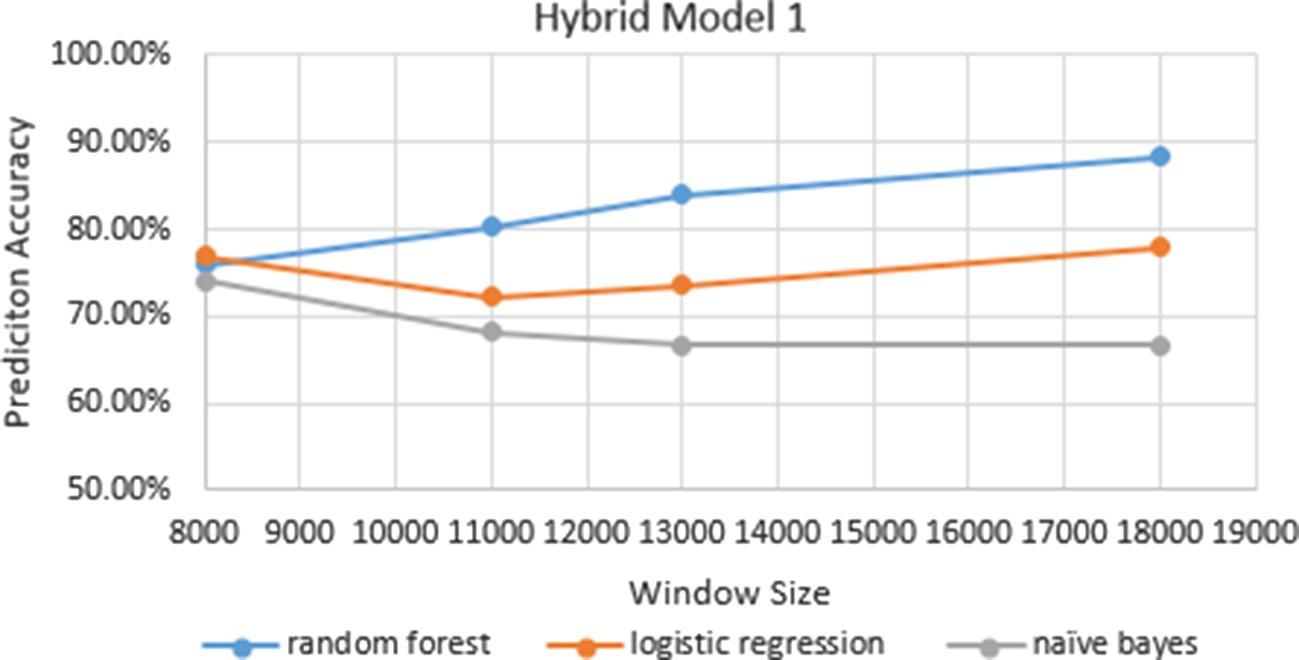 Hybrid Model 1
100.00%
90.00%
80.00%
70.00%
60.00%
50.00%
Prediciton Accuracy
8000 9000 10000 11000 12000 13000 14000 15000 16000 17000 18000 19000
Window Size
random forest logistic regression naïve bayes